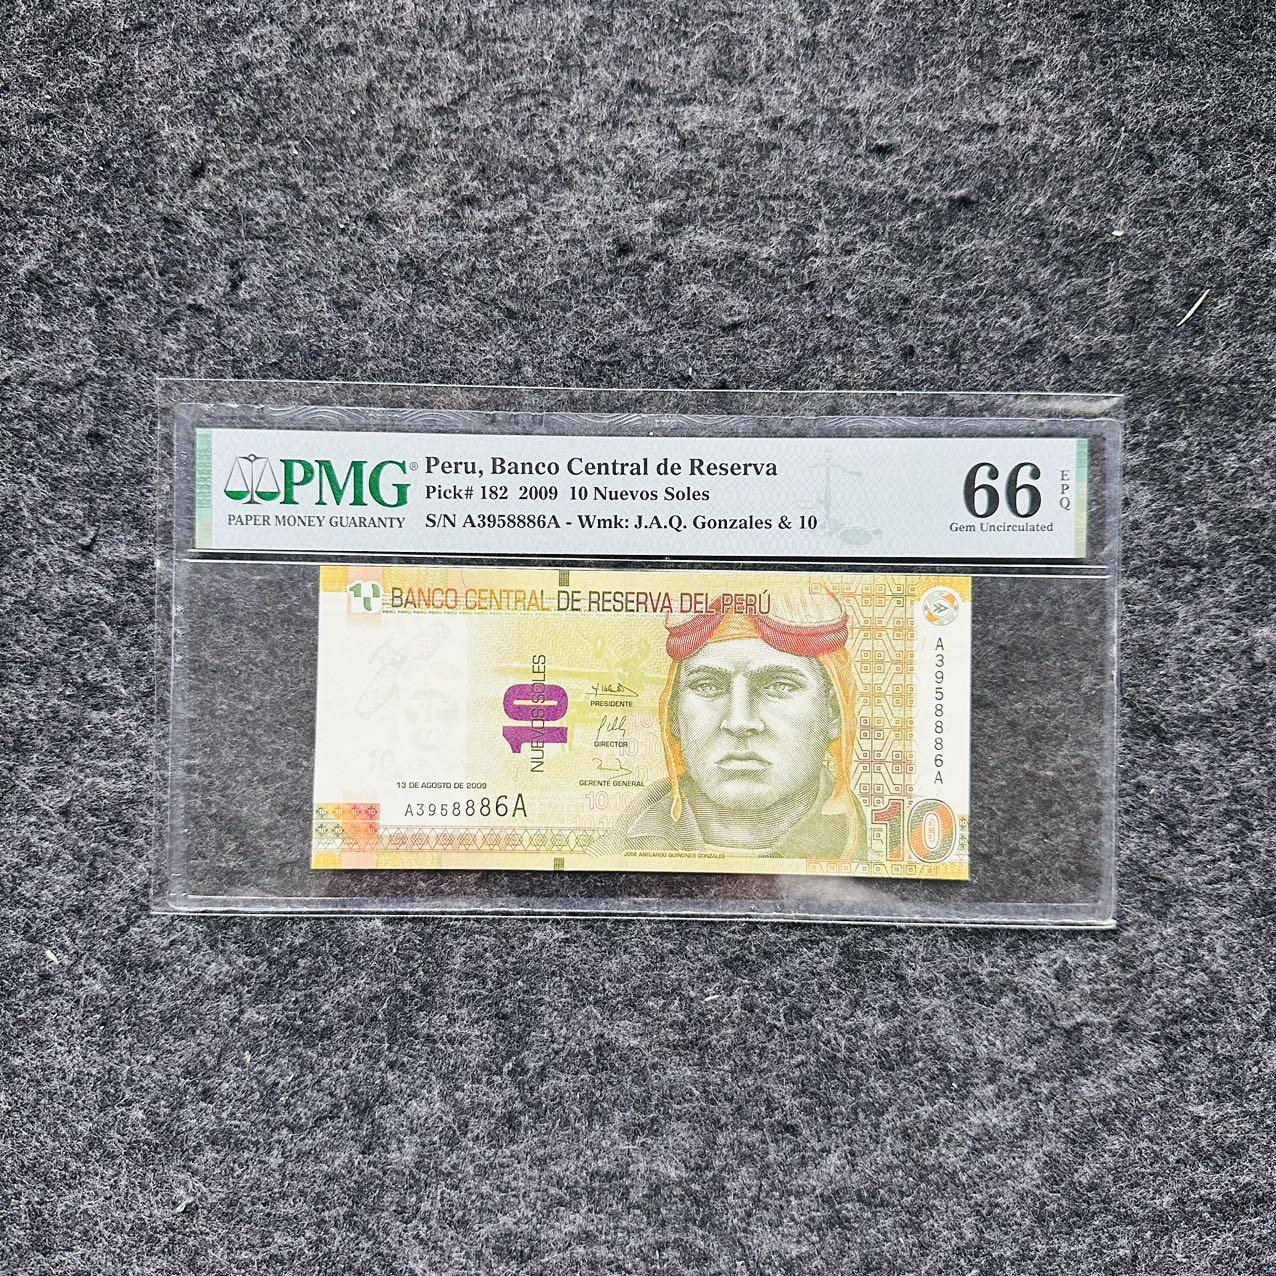 PMG®
PAPER MONEY GUARANTY
Peru, Banco Central de Reserva
Pick# 182 2009 10 Nuevos Soles
S/N A3958886A - Wmk: J.A.Q. Gonzales & 10
66
EPQ
Gem Uncirculated
BANCO CENTRAL DE RESERVA DEL PERÚ
10
NUEVOS SOLES
PRESIDENTE
DIRECTOR
GERENTE GENERAL
13 DE AGOSTO DE 2009
A3958886A
A3958886A
10
10
JOSÉ ABELARDO QUIÑONES GONZALES